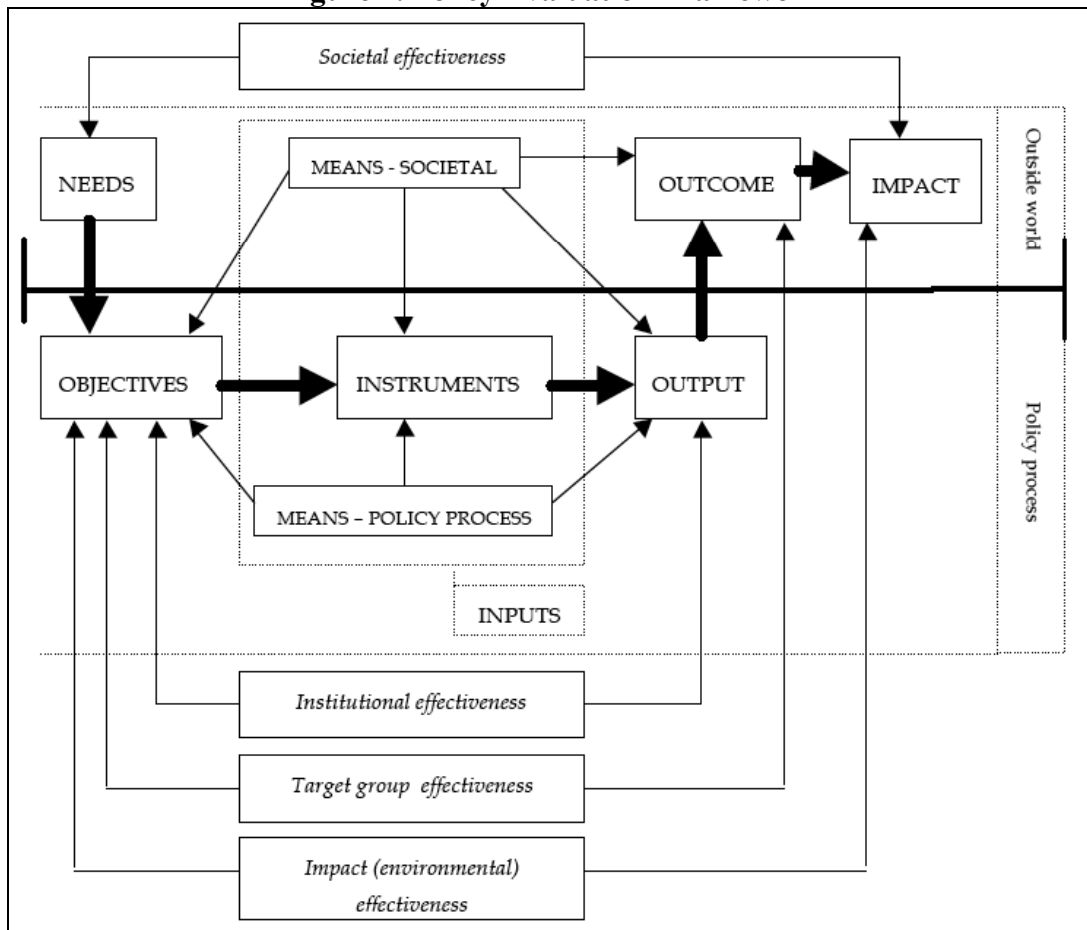 Societal effectiveness
NEEDS
MEANS - SOCIETAL
OUTCOME
IMPACT
Outside world
OBJECTIVES
INSTRUMENTS
OUTPUT
Policy process
MEANS – POLICY PROCESS
INPUTS
Institutional effectiveness
Target group effectiveness
Impact (environmental)
effectiveness